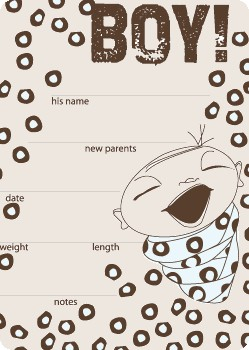 BOY!
his name
new parents
date
weight length
notes